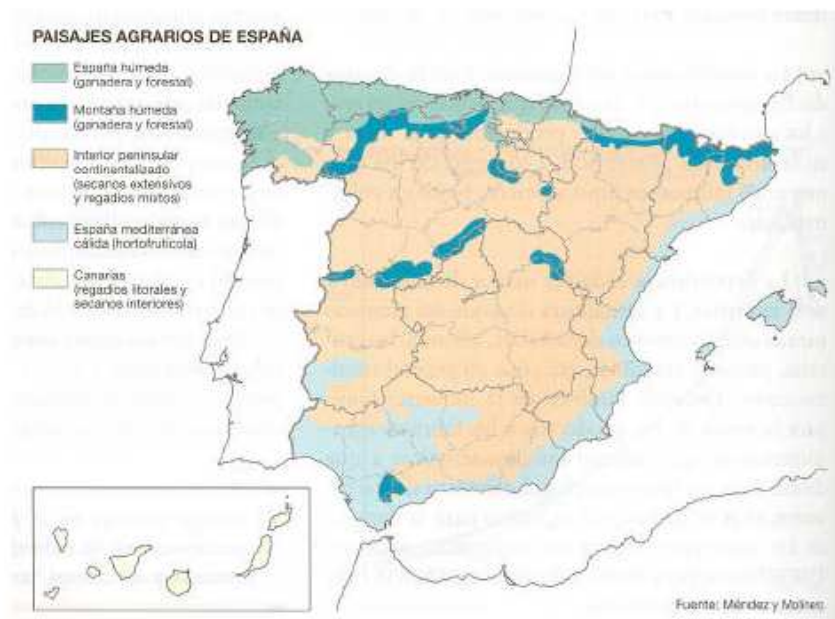 PAISAJES AGRARIOS DE ESPAÑA
España húmeda
(ganadera y forestal)
Montaña húmeda
(ganadera y forestal)
Interior peninsular
continentalizado
(secanos extensivos
y regadíos mixtos)
España mediterránea
cálida (hortofrutícola)
Canarias
(regadíos litorales y
secanos interiores)
Fuente: Méndez y Molinero.